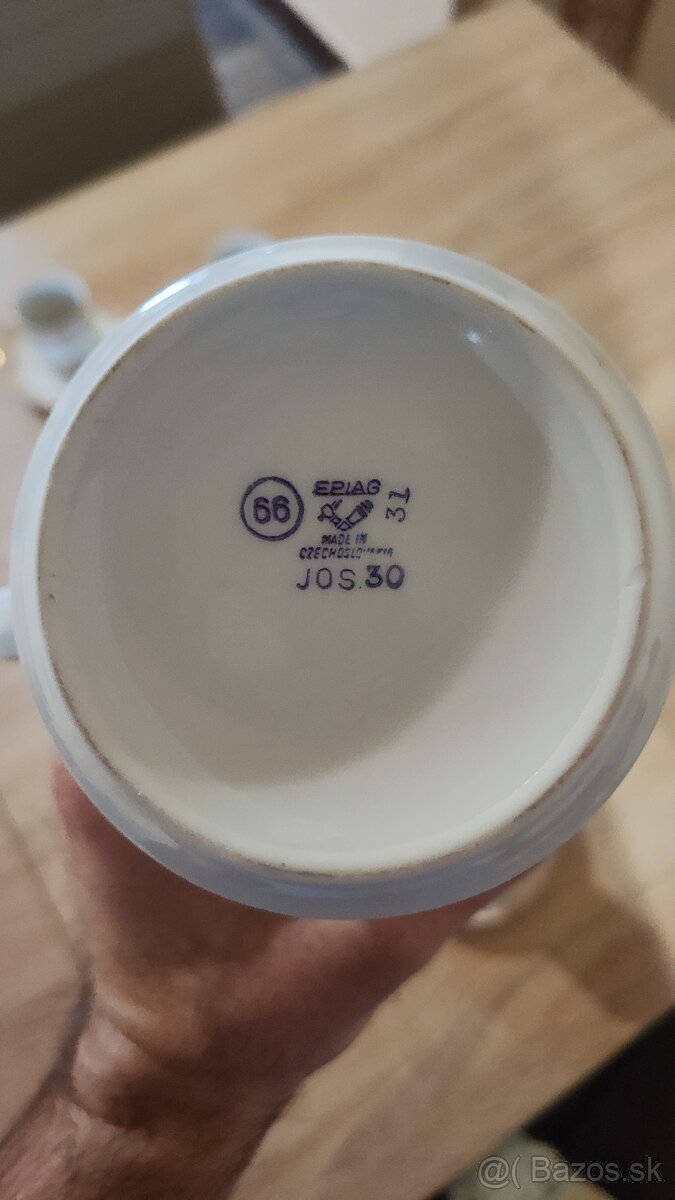 66
EPIAG
31
MADE IN
CZECHOSLOVAKIA
JOS.30
@( Bazos.sk